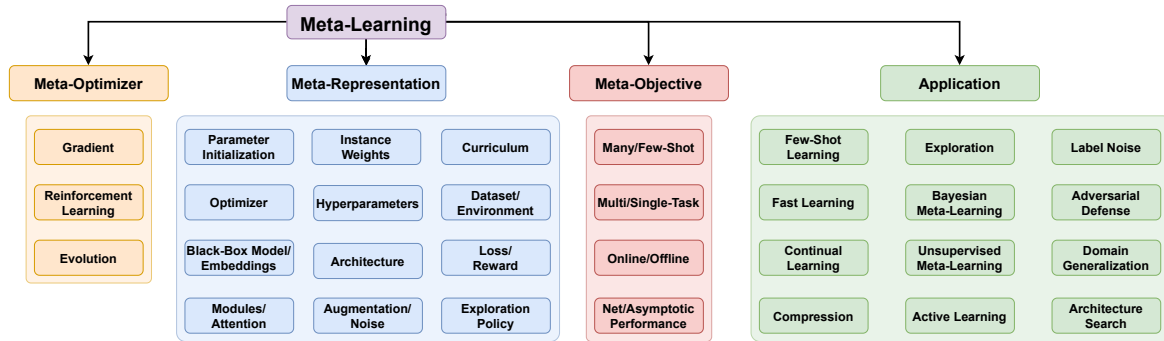 Meta-Learning
Meta-Optimizer
Meta-Representation
Meta-Objective
Application
Gradient
Reinforcement
Learning
Evolution
Parameter
Initialization
Instance
Weights
Curriculum
Optimizer
Hyperparameters
Dataset/
Environment
Black-Box Model/
Embeddings
Architecture
Loss/
Reward
Modules/
Attention
Augmentation/
Noise
Exploration
Policy
Many/Few-Shot
Multi/Single-Task
Online/Offline
Net/Asymptotic
Performance
Few-Shot
Learning
Exploration
Label Noise
Fast Learning
Bayesian
Meta-Learning
Adversarial
Defense
Continual
Learning
Unsupervised
Meta-Learning
Domain
Generalization
Compression
Active Learning
Architecture
Search